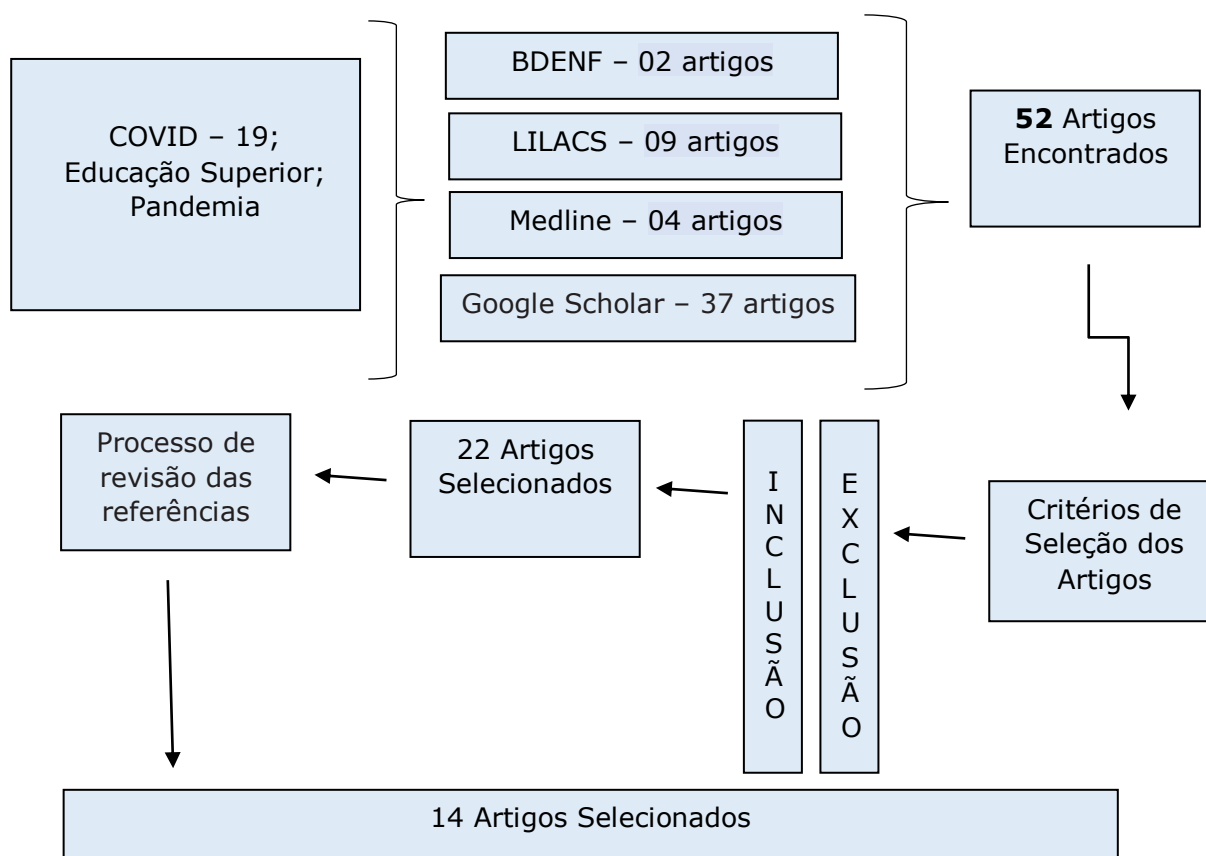 COVID – 19;
Educação Superior;
Pandemia
BDENF – 02 artigos
LILACS – 09 artigos
Medline – 04 artigos
Google Scholar – 37 artigos
52 Artigos
Encontrados
Critérios de
Seleção dos
Artigos
EXCLUSÃO
INCLUSÃO
22 Artigos
Selecionados
Processo de
revisão das
referências
14 Artigos Selecionados